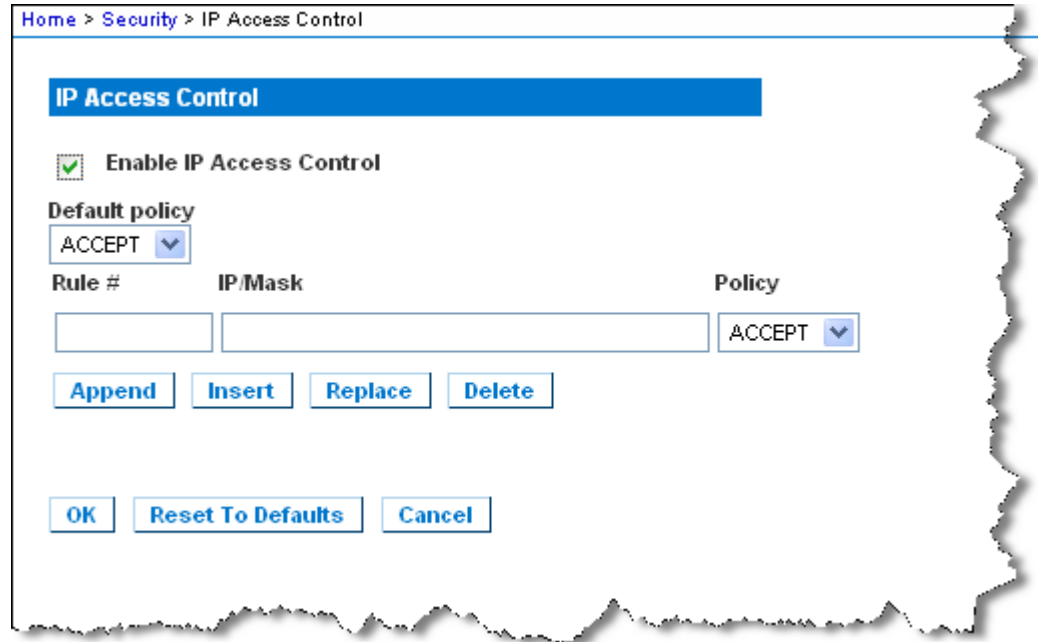 Home > Security > IP Access Control
IP Access Control
Enable IP Access Control
Default policy
ACCEPT
Rule # IP/Mask Policy
ACCEPT
Append Insert Replace Delete
OK Reset To Defaults Cancel